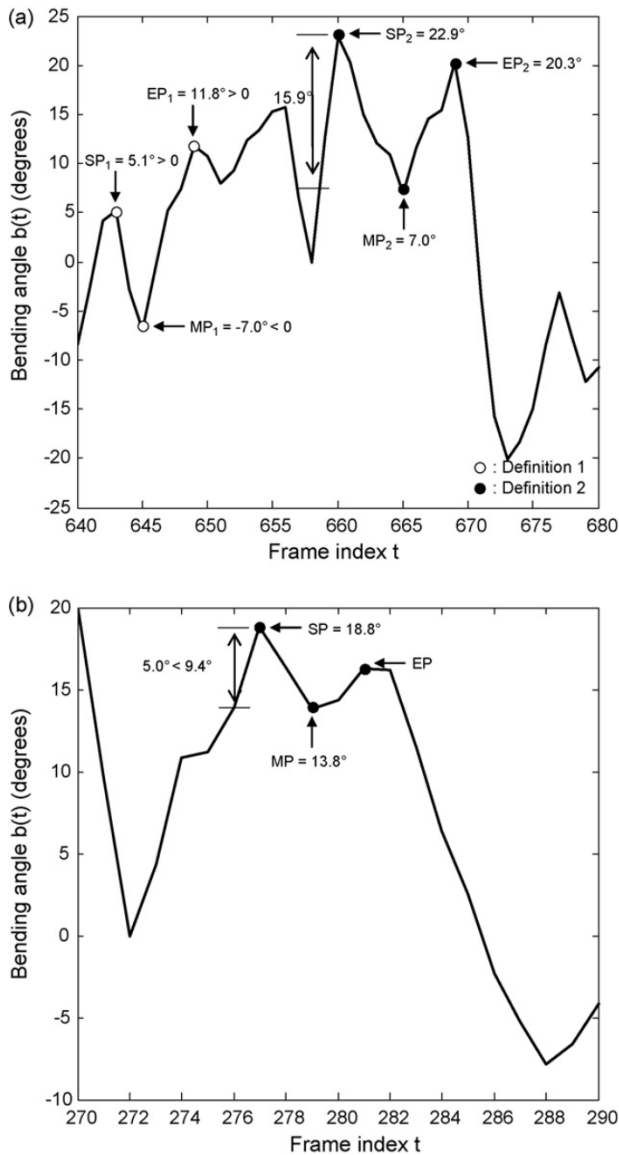 (a)
Bending angle b(t) (degrees)
25
20
15
10
5
0
-5
-10
-15
-20
-25
SP₂ = 22.9°
EP₂ = 20.3°
EP₁ = 11.8° > 0
15.9°
SP₁ = 5.1° > 0
MP₂ = 7.0°
MP₁ = -7.0° < 0
○ : Definition 1
● : Definition 2
640 645 650 655 660 665 670 675 680
Frame index t
(b)
Bending angle b(t) (degrees)
20
15
10
5
0
-5
-10
SP = 18.8°
5.0° < 9.4°
EP
MP = 13.8°
270 272 274 276 278 280 282 284 286 288 290
Frame index t